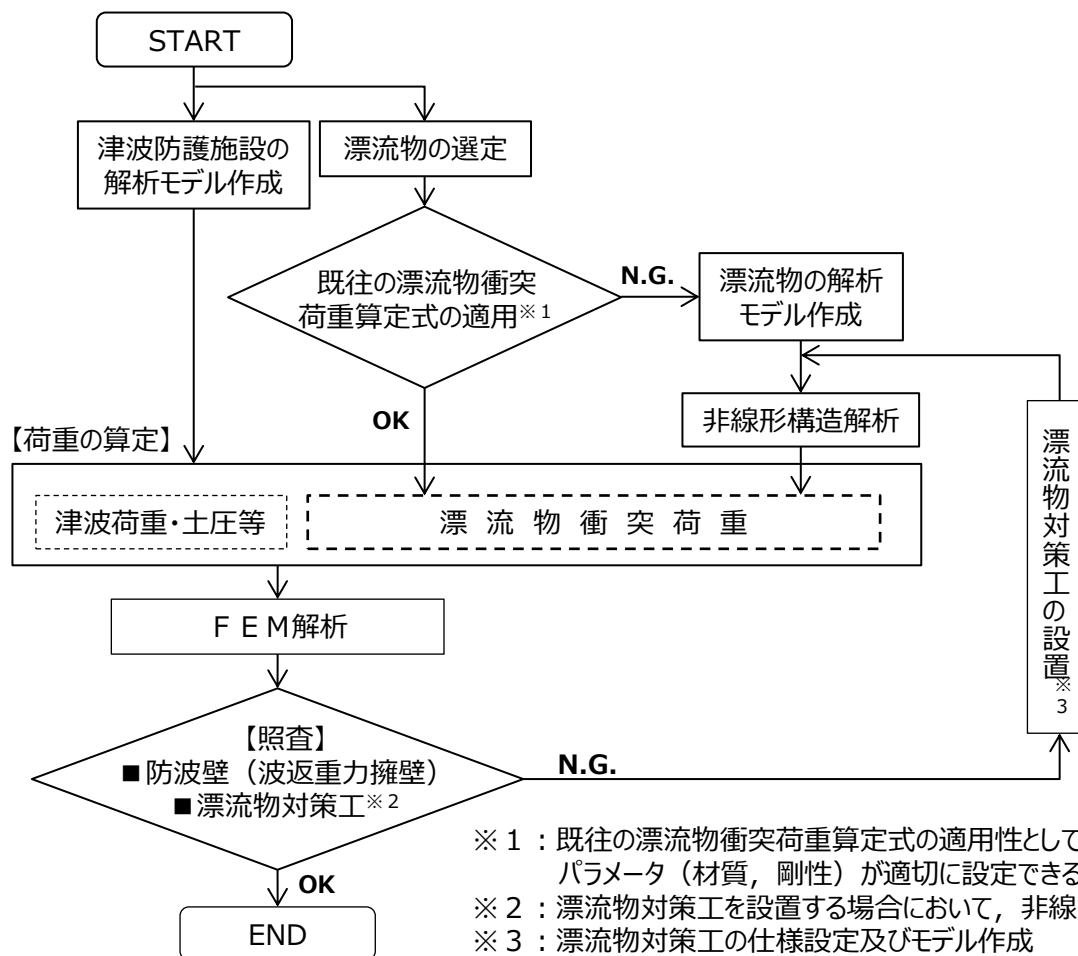 START
津波防護施設の
解析モデル作成
漂流物の選定
既往の漂流物衝突
荷重算定式の適用※1
N.G.
漂流物の解析
モデル作成
OK
非線形構造解析
【荷重の算定】
津波荷重・土圧等
漂流物衝突荷重
漂流物対策工の設置※3
ＦＥＭ解析
【照査】
■防波壁（波返重力擁壁）
■漂流物対策工※2
N.G.
OK
END
※１：既往の漂流物衝突荷重算定式の適用性として
パラメータ（材質，剛性）が適切に設定できる
※２：漂流物対策工を設置する場合において，非線
※３：漂流物対策工の仕様設定及びモデル作成